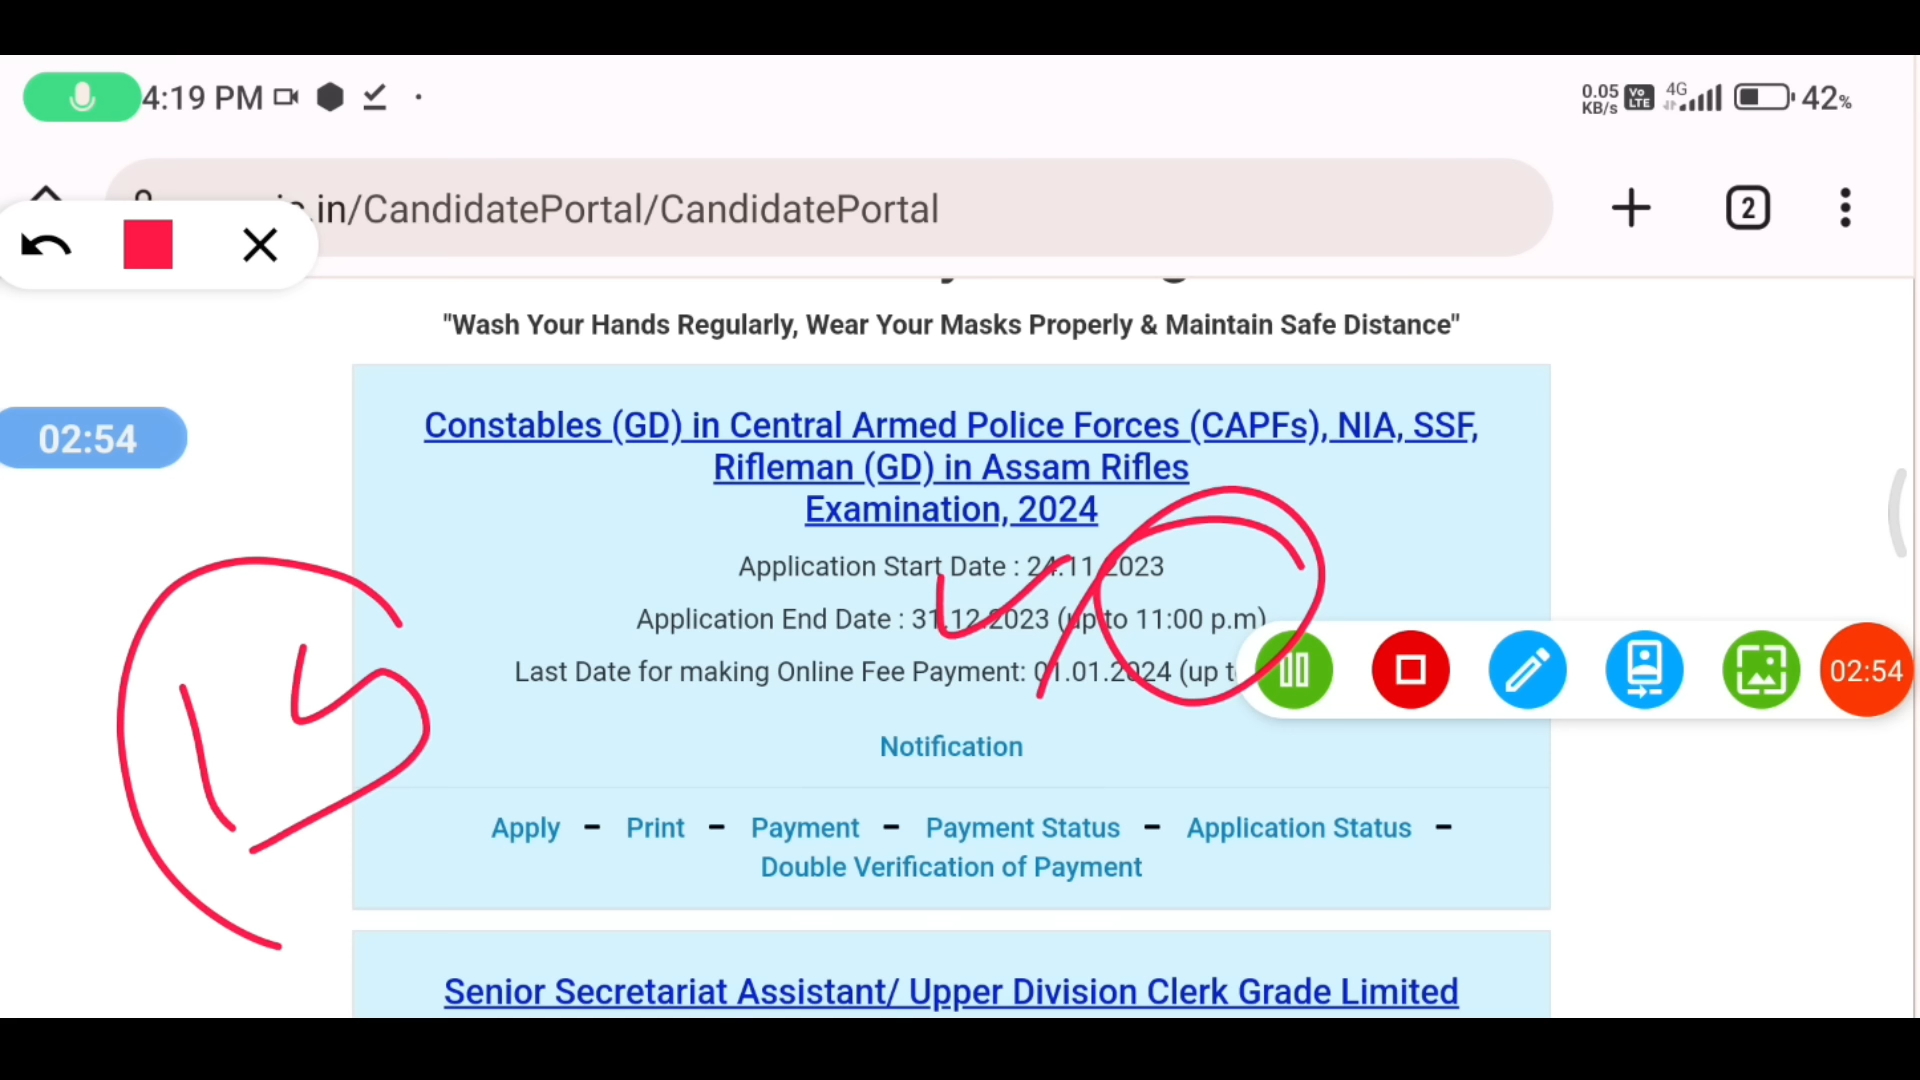 4:19 PM
0.05 KB/s Vo LTE 4G 42%
.in/CandidatePortal/CandidatePortal
2
"Wash Your Hands Regularly, Wear Your Masks Properly & Maintain Safe Distance"
02:54
Constables (GD) in Central Armed Police Forces (CAPFs), NIA, SSF,
Rifleman (GD) in Assam Rifles
Examination, 2024
Application Start Date : 24.11.2023
Application End Date : 31.12.2023 (up to 11:00 p.m)
Last Date for making Online Fee Payment: 01.01.2024 (up
02:54
Notification
Apply – Print – Payment – Payment Status – Application Status –
Double Verification of Payment
Senior Secretariat Assistant/ Upper Division Clerk Grade Limited